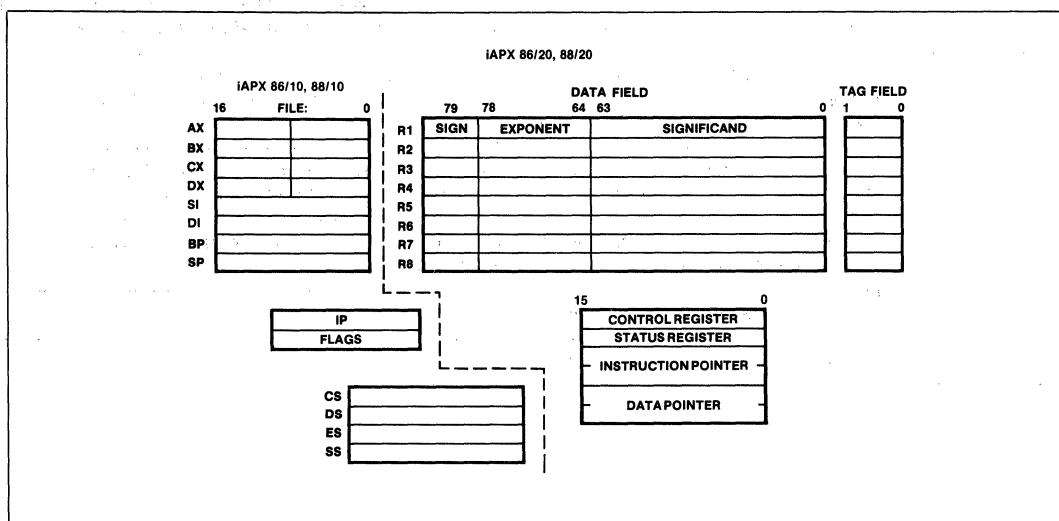 iAPX 86/20, 88/20
iAPX 86/10, 88/10
16 FILE: 0
AX
BX
CX
DX
SI
DI
BP
SP
DATA FIELD
79 78 64 63 0
TAG FIELD
1 0
R1 SIGN EXPONENT SIGNIFICAND
R2
R3
R4
R5
R6
R7
R8
IP
FLAGS
CS
DS
ES
SS
15 0
CONTROL REGISTER
STATUS REGISTER
INSTRUCTION POINTER
DATA POINTER